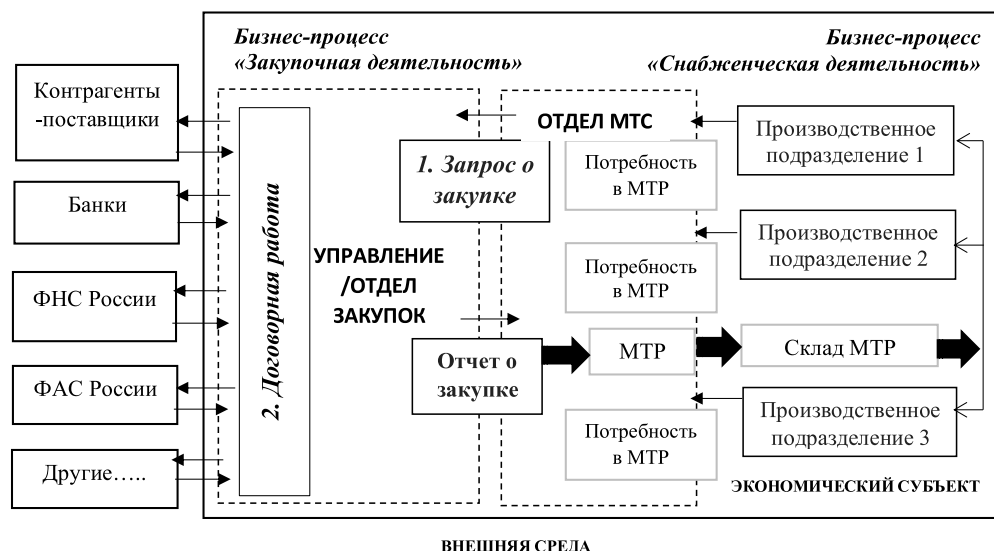 Бизнес-процесс
«Закупочная деятельность»
Бизнес-процесс
«Снабженческая деятельность»
Контрагенты
-поставщики
Банки
ФНС России
ФАС России
Другие…..
2. Договорная работа
УПРАВЛЕНИЕ
/ОТДЕЛ
ЗАКУПОК
1. Запрос о
закупке
Отчет о
закупке
ОТДЕЛ МТС
Потребность
в МТР
Потребность
в МТР
МТР
Потребность
в МТР
Производственное
подразделение 1
Производственное
подразделение 2
Склад МТР
Производственное
подразделение 3
ЭКОНОМИЧЕСКИЙ СУБЪЕКТ
ВНЕШНЯЯ СРЕДА